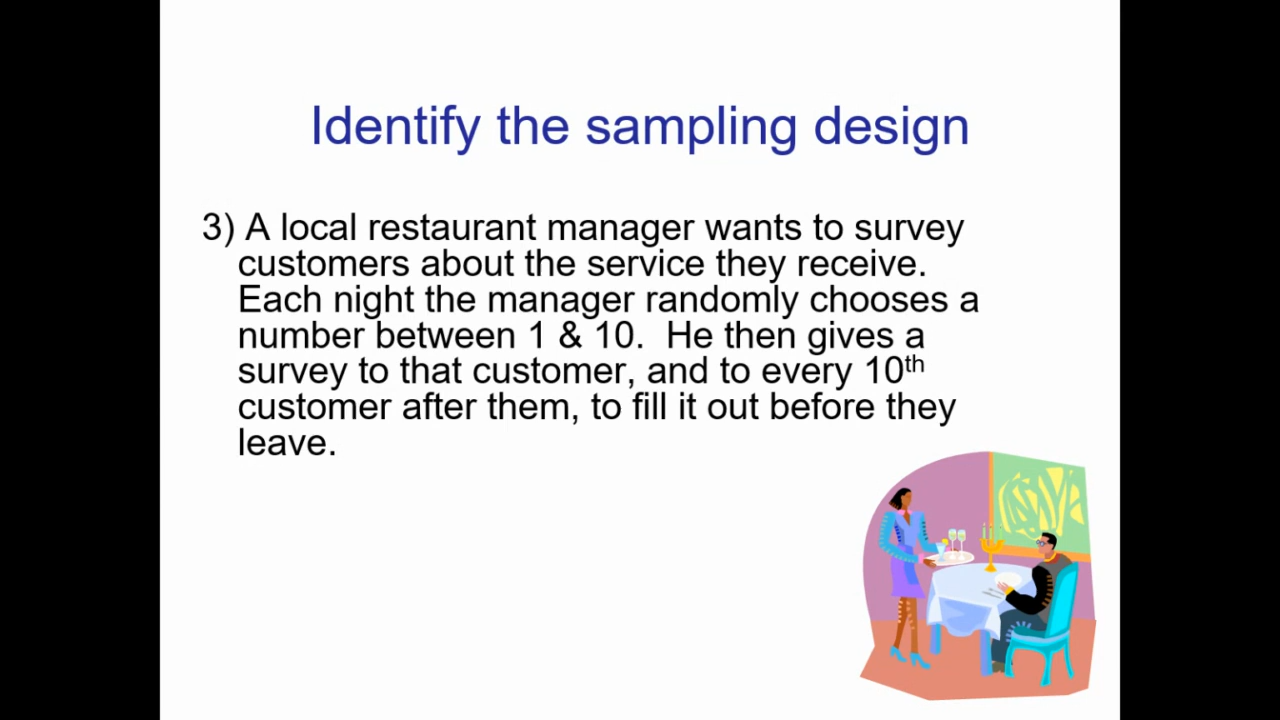 Identify the sampling design
3) A local restaurant manager wants to survey
customers about the service they receive.
Each night the manager randomly chooses a
number between 1 & 10.  He then gives a
survey to that customer, and to every 10th
customer after them, to fill it out before they
leave.